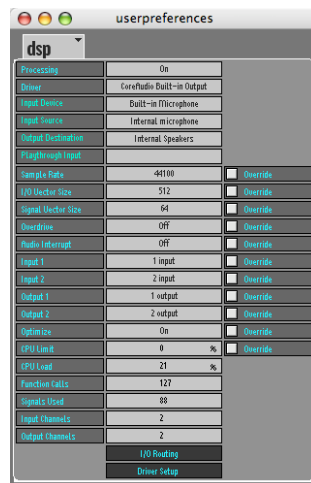 userpreferences
dsp
Processing On
Driver CoreAudio Built-in Output
Input Device Built-in Microphone
Input Source Internal microphone
Output Destination Internal Speakers
Playthrough Input
Sample Rate 44100 Override
I/O Vector Size 512 Override
Signal Vector Size 64 Override
Overdrive Off Override
Audio Interrupt Off Override
Input 1 1 input Override
Input 2 2 input Override
Output 1 1 output Override
Output 2 2 output Override
Optimize On Override
CPU Limit 0 % Override
CPU Load 21 %
Function Calls 127
Signals Used 88
Input Channels 2
Output Channels 2
I/O Routing
Driver Setup